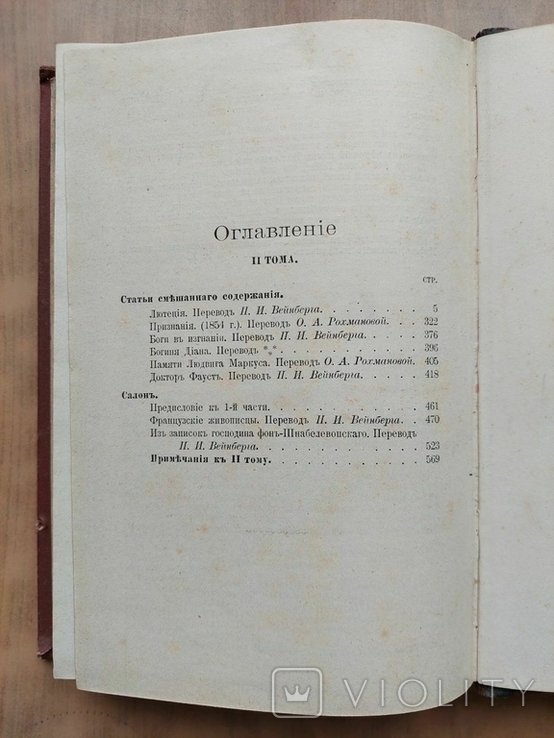 Оглавленіе
II ТОМА.
СТР.
Статьи смѣшаннаго содержанія.
Лютеція. Переводъ П. И. Вейнберга. . . . . . . . 5
Признанія. (1854 г.). Переводъ О. А. Рохмановой. . . . 322
Боги въ изгнаніи. Переводъ П. И. Вейнберга. . . . . 376
Богиня Діана. Переводъ *** . . . . . . . . . . 396
Памяти Людвига Маркуса. Переводъ О. А. Рохмановой. 405
Докторъ Фаустъ. Переводъ П. И. Вейнберга. . . . . 418
Салонъ.
Предисловіе къ 1-й части. . . . . . . . . . . 461
Французскіе живописцы. Переводъ П. И. Вейнберга. . 470
Изъ записокъ господина фонъ-Шнабелевопскаго. Переводъ
П. И. Вейнберга. . . . . . . . . . . . . 523
Примѣчанія къ II тому. . . . . . . . . . . . 569
VIOLITY